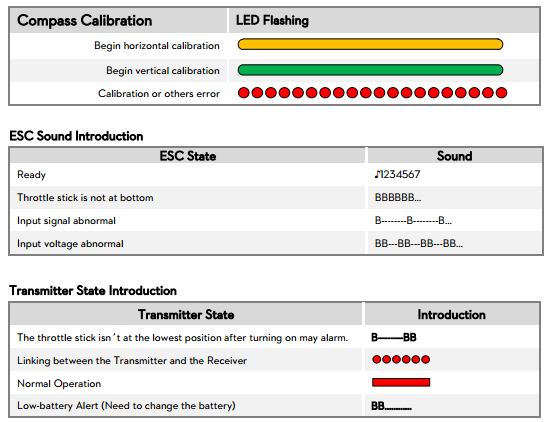 Compass Calibration LED Flashing
Begin horizontal calibration
Begin vertical calibration
Calibration or others error
ESC Sound Introduction
ESC State Sound
Ready ♪1234567
Throttle stick is not at bottom BBBBBB...
Input signal abnormal B--------B--------B...
Input voltage abnormal BB---BB---BB---BB...
Transmitter State Introduction
Transmitter State Introduction
The throttle stick isn´t at the lowest position after turning on may alarm. B--------BB
Linking between the Transmitter and the Receiver
Normal Operation
Low-battery Alert (Need to change the battery) BB............